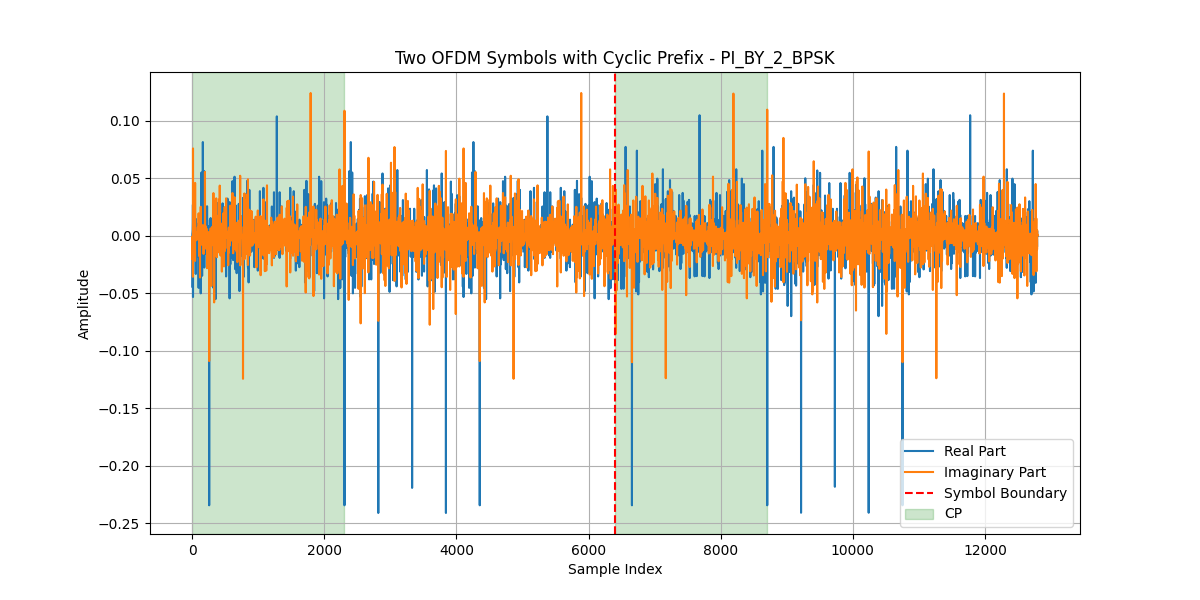 Two OFDM Symbols with Cyclic Prefix - PI_BY_2_BPSK
Amplitude
0.10
0.05
0.00
−0.05
−0.10
−0.15
−0.20
−0.25
0 2000 4000 6000 8000 10000 12000
Sample Index
Real Part
Imaginary Part
Symbol Boundary
CP